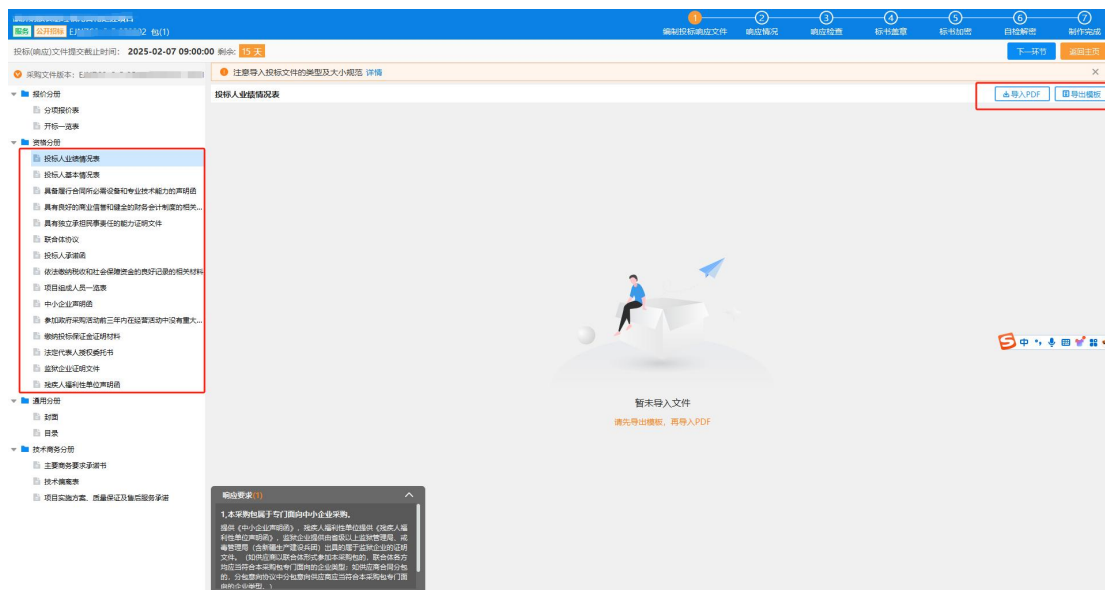 服务 公开招标 包(1)
① ② ③ ④ ⑤ ⑥ ⑦
编制投标响应文件 响应情况 响应检查 标书盖章 标书加密 自检解密 制作完成
投标(响应)文件提交截止时间: 2025-02-07 09:00:00 剩余: 15 天
下一环节 返回主页
采购文件版本:
注意导入投标文件的类型及大小规范 详情
报价分册
分项报价表
开标一览表
资格分册
投标人业绩情况表
投标人基本情况表
具备履行合同所必需设备和专业技术能力的声明函
具有良好的商业信誉和健全的财务会计制度的相关...
具有独立承担民事责任的能力证明文件
联合体协议
投标人承诺函
依法缴纳税收和社会保障资金的良好记录的相关材料
项目组成人员一览表
中小企业声明函
参加政府采购活动前三年内在经营活动中没有重大...
缴纳投标保证金证明材料
法定代表人授权委托书
监狱企业证明文件
残疾人福利性单位声明函
通用分册
封面
目录
技术商务分册
主要商务要求承诺书
技术偏离表
项目实施方案、质量保证及售后服务承诺
投标人业绩情况表
导入PDF 导出模板
暂未导入文件
请先导出模板，再导入PDF
中
响应要求(1)
1,本采购包属于专门面向中小企业采购。
提供《中小企业声明函》，残疾人福利性单位提供《残疾人福
利性单位声明函》，监狱企业提供由省级以上监狱管理局、戒
毒管理局（含新疆生产建设兵团）出具的属于监狱企业的证明
文件。（如供应商以联合体形式参加本采购包的，联合体各方
均应当符合本采购包专门面向的企业类型；如供应商合同分包
的，分包意向协议中分包意向供应商应当符合本采购包专门面
向的企业类型。）